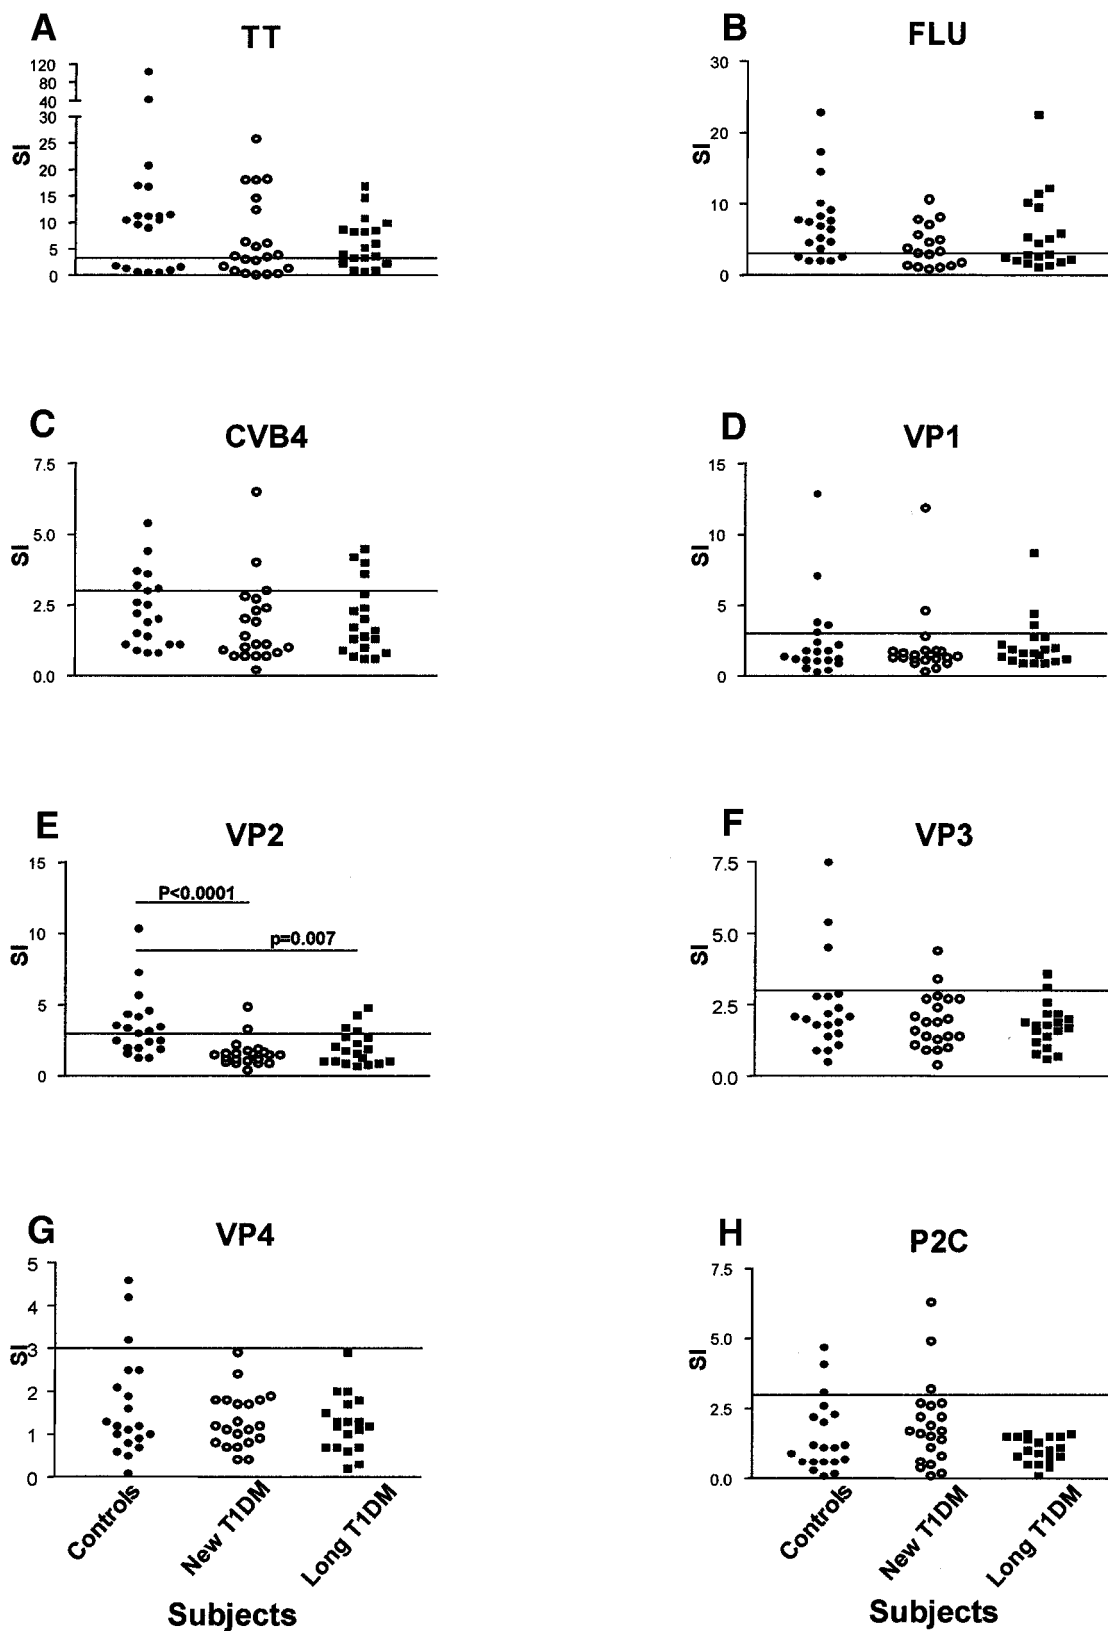 A
TT
120
80
40
30
25
20
15
10
5
0
SI
B
FLU
30
20
10
0
SI
C
CVB4
7.5
5.0
2.5
0.0
SI
D
VP1
15
10
5
0
SI
E
VP2
15
10
5
0
SI
P<0.0001
p=0.007
F
VP3
7.5
5.0
2.5
0.0
SI
G
VP4
5
4
3
2
1
0
SI
Controls
New T1DM
Long T1DM
Subjects
H
P2C
7.5
5.0
2.5
0.0
SI
Controls
New T1DM
Long T1DM
Subjects